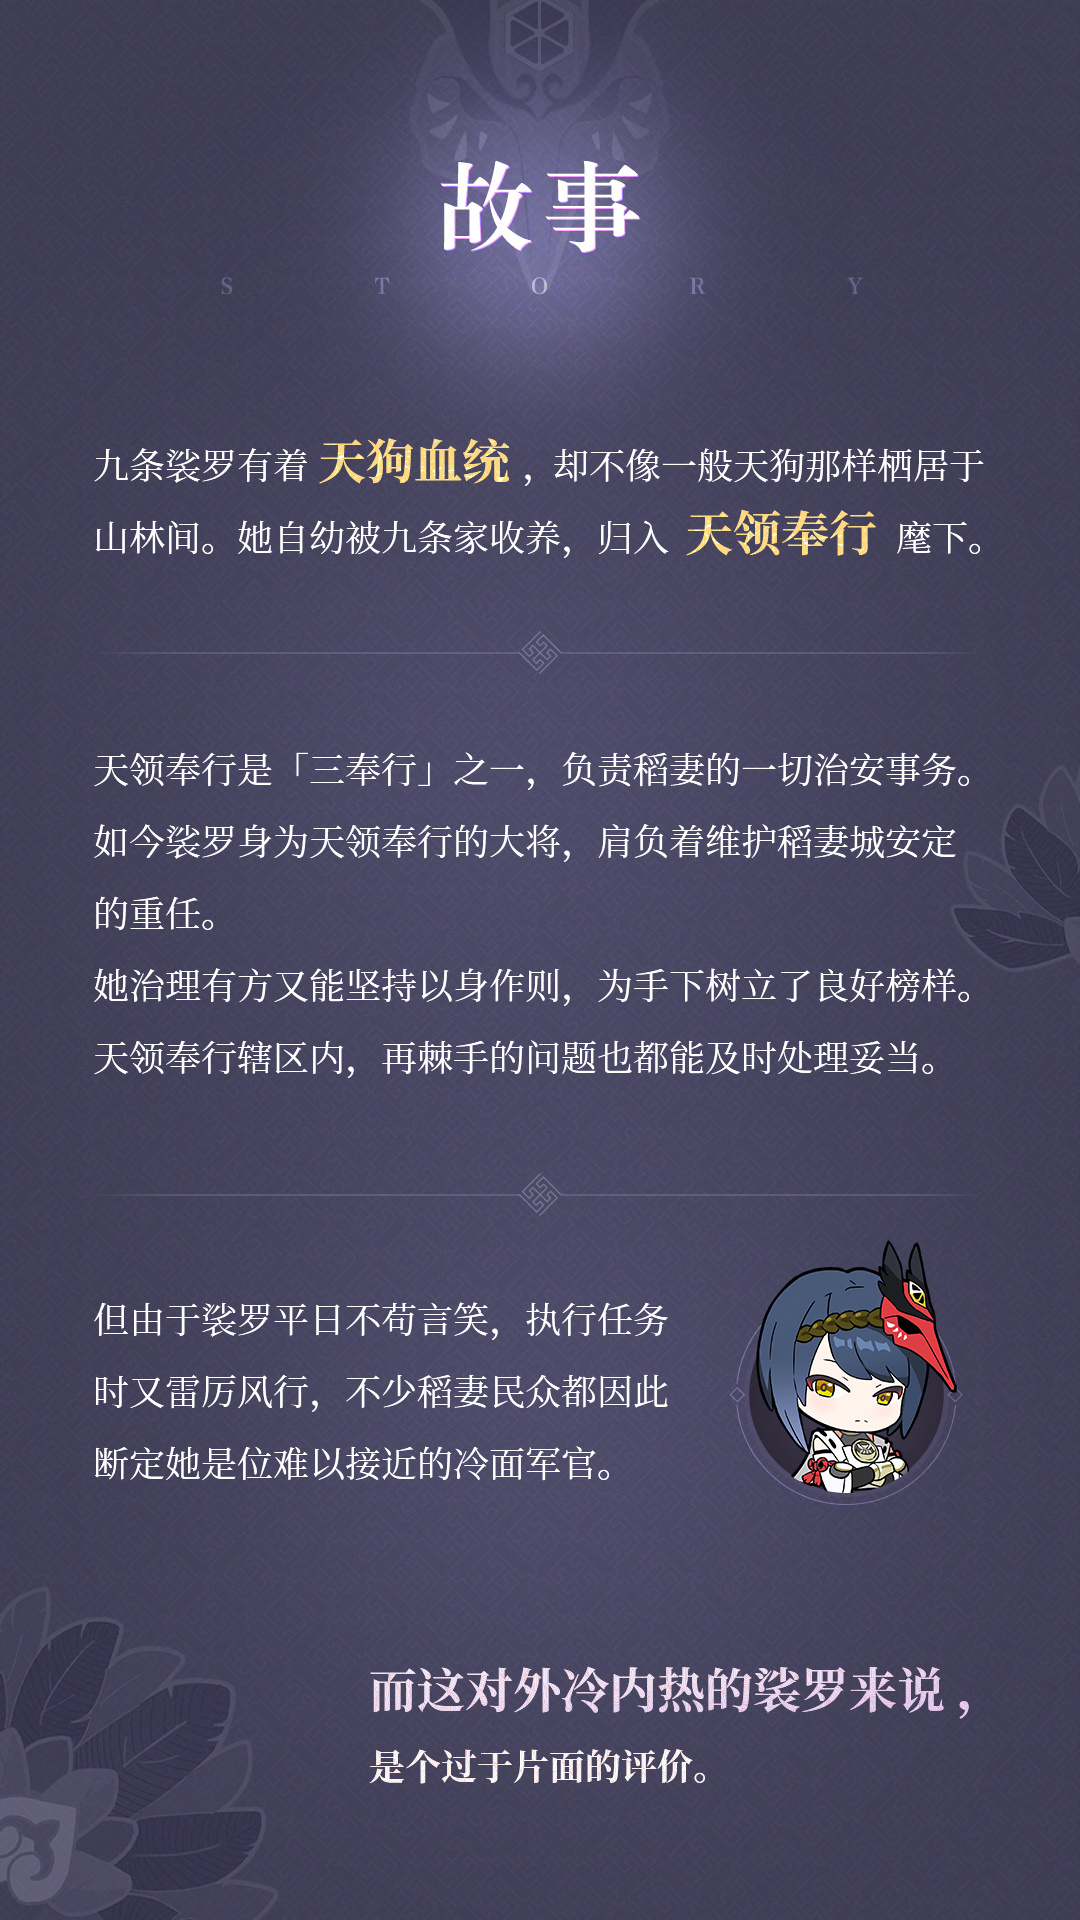 故事
STORY
九条裟罗有着 天狗血统，却不像一般天狗那样栖居于
山林间。她自幼被九条家收养，归入 天领奉行 麾下。
天领奉行是「三奉行」之一，负责稻妻的一切治安事务。
如今裟罗身为天领奉行的大将，肩负着维护稻妻城安定
的重任。
她治理有方又能坚持以身作则，为手下树立了良好榜样。
天领奉行辖区内，再棘手的问题也都能及时处理妥当。
但由于裟罗平日不苟言笑，执行任务
时又雷厉风行，不少稻妻民众都因此
断定她是位难以接近的冷面军官。
而这对外冷内热的裟罗来说，
是个过于片面的评价。